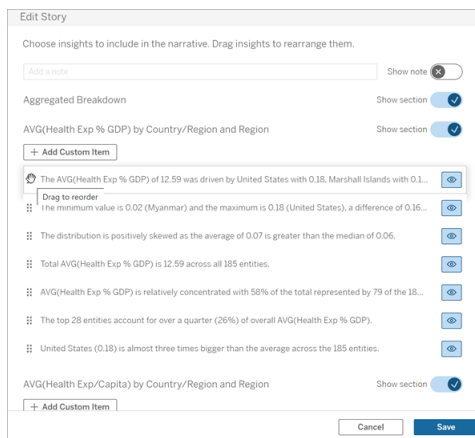 Edit Story
Choose insights to include in the narrative. Drag insights to rearrange them.
Add a note
Show note
Aggregated Breakdown
Show section
AVG(Health Exp % GDP) by Country/Region and Region
Show section
+ Add Custom Item
The AVG(Health Exp % GDP) of 12.59 was driven by United States with 0.18, Marshall Islands with 0.1...
Drag to reorder
The minimum value is 0.02 (Myanmar) and the maximum is 0.18 (United States), a difference of 0.16...
The distribution is positively skewed as the average of 0.07 is greater than the median of 0.06.
Total AVG(Health Exp % GDP) is 12.59 across all 185 entities.
AVG(Health Exp % GDP) is relatively concentrated with 58% of the total represented by 79 of the 18...
The top 28 entities account for over a quarter (26%) of overall AVG(Health Exp % GDP).
United States (0.18) is almost three times bigger than the average across the 185 entities.
AVG(Health Exp/Capita) by Country/Region and Region
Show section
+ Add Custom Item
Cancel
Save